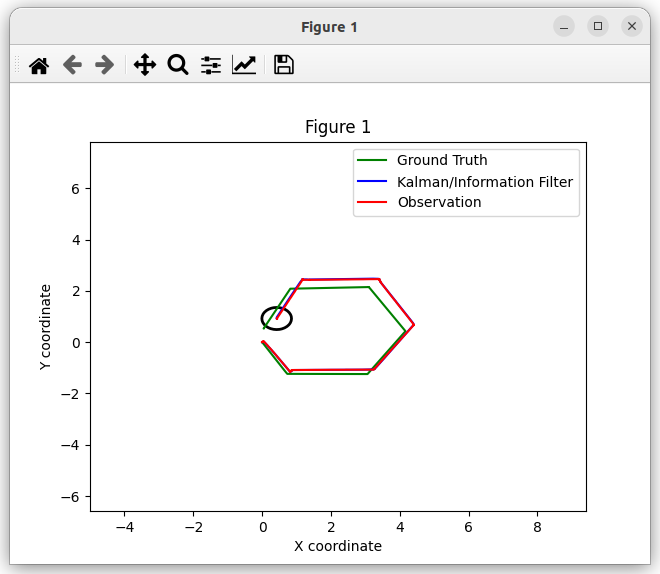 Figure 1
Figure 1
Ground Truth
Kalman/Information Filter
Observation
6
4
2
0
−2
−4
−6
Y coordinate
−4 −2 0 2 4 6 8
X coordinate